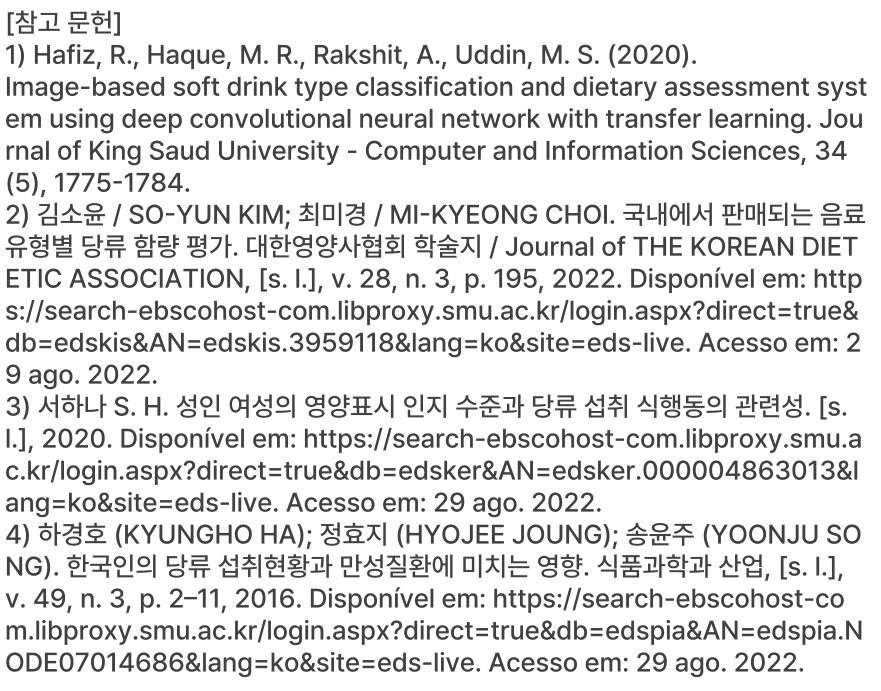 [참고 문헌]
1) Hafiz, R., Haque, M. R., Rakshit, A., Uddin, M. S. (2020).
Image-based soft drink type classification and dietary assessment syst
em using deep convolutional neural network with transfer learning. Jou
rnal of King Saud University - Computer and Information Sciences, 34
(5), 1775-1784.
2) 김소윤 / SO-YUN KIM; 최미경 / MI-KYEONG CHOI. 국내에서 판매되는 음료
유형별 당류 함량 평가. 대한영양사협회 학술지 / Journal of THE KOREAN DIET
ETIC ASSOCIATION, [s. l.], v. 28, n. 3, p. 195, 2022. Disponível em: http
s://search-ebscohost-com.libproxy.smu.ac.kr/login.aspx?direct=true&
db=edskis&AN=edskis.3959118&lang=ko&site=eds-live. Acesso em: 2
9 ago. 2022.
3) 서하나 S. H. 성인 여성의 영양표시 인지 수준과 당류 섭취 식행동의 관련성. [s.
l.], 2020. Disponível em: https://search-ebscohost-com.libproxy.smu.a
c.kr/login.aspx?direct=true&db=edsker&AN=edsker.000004863013&l
ang=ko&site=eds-live. Acesso em: 29 ago. 2022.
4) 하경호 (KYUNGHO HA); 정효지 (HYOJEE JOUNG); 송윤주 (YOONJU SO
NG). 한국인의 당류 섭취현황과 만성질환에 미치는 영향. 식품과학과 산업, [s. l.],
v. 49, n. 3, p. 2–11, 2016. Disponível em: https://search-ebscohost-co
m.libproxy.smu.ac.kr/login.aspx?direct=true&db=edspia&AN=edspia.N
ODE07014686&lang=ko&site=eds-live. Acesso em: 29 ago. 2022.